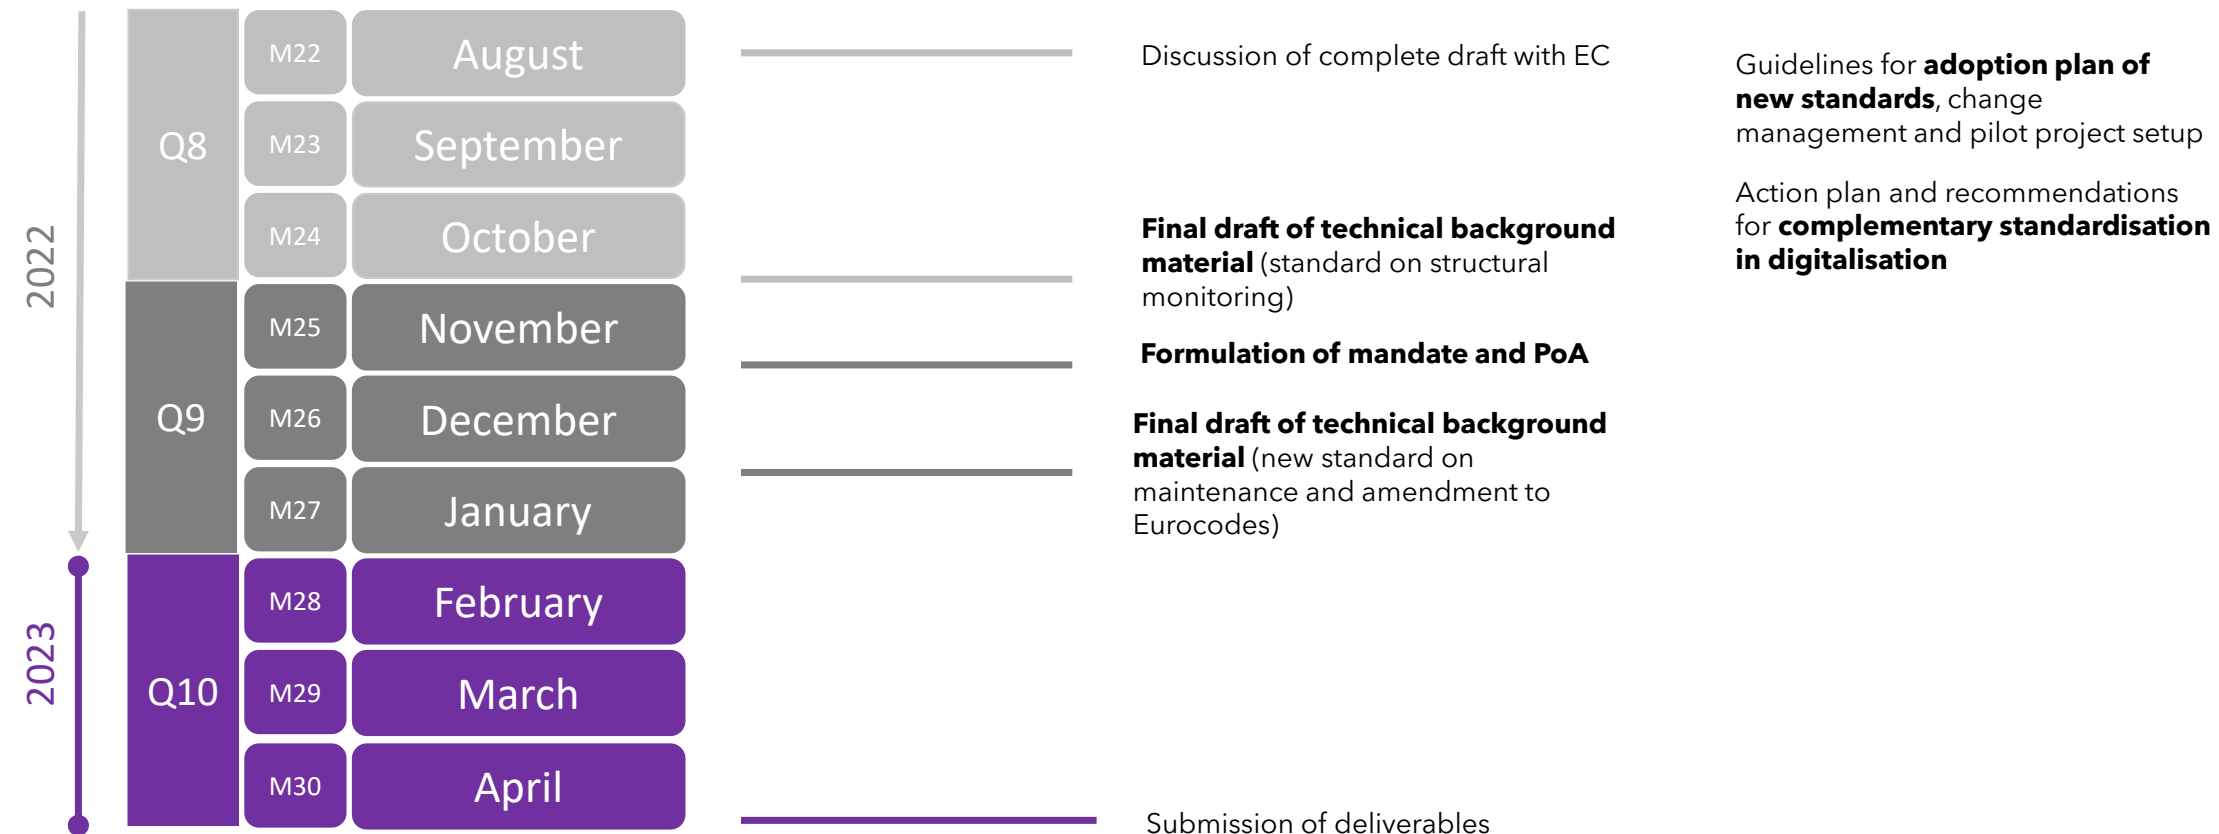 2022
Q8
M22
August
M23
September
M24
October
Q9
M25
November
M26
December
M27
January
2023
Q10
M28
February
M29
March
M30
April
Discussion of complete draft with EC
Final draft of technical background
material (standard on structural
monitoring)
Formulation of mandate and PoA
Final draft of technical background
material (new standard on
maintenance and amendment to
Eurocodes)
Submission of deliverables
Guidelines for adoption plan of
new standards, change
management and pilot project setup
Action plan and recommendations
for complementary standardisation
in digitalisation